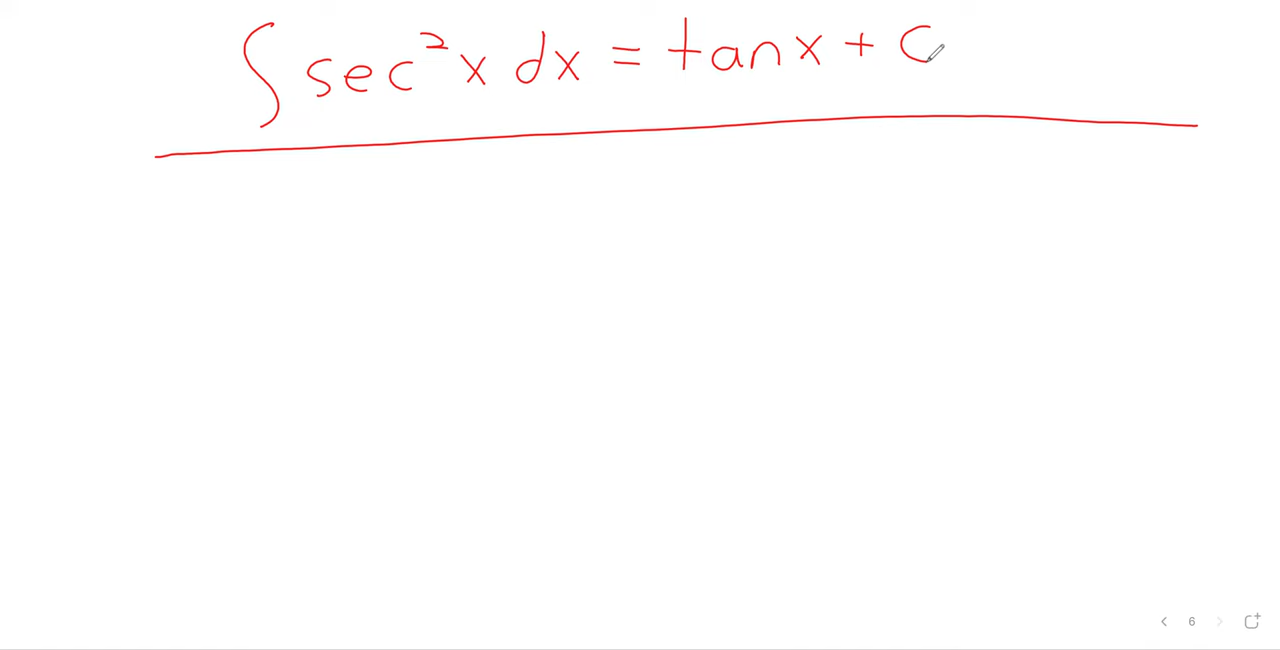 ∫ sec²x dx = tanx + C
6